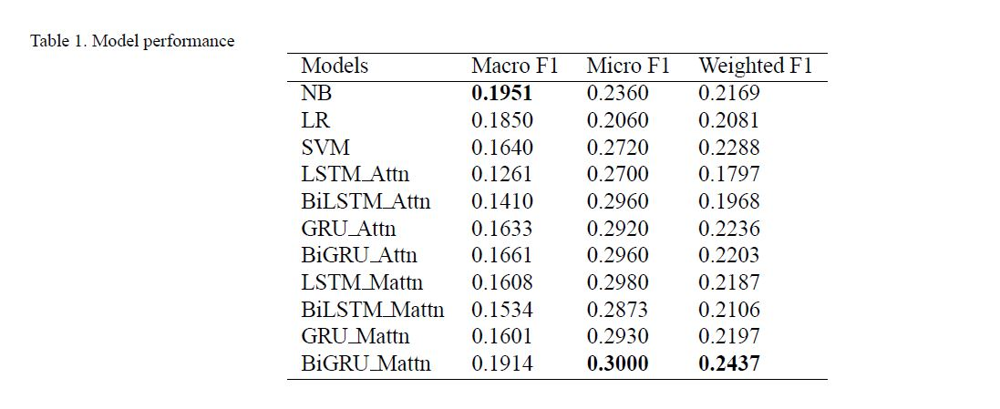 Table 1. Model performance
Models Macro F1 Micro F1 Weighted F1
NB 0.1951 0.2360 0.2169
LR 0.1850 0.2060 0.2081
SVM 0.1640 0.2720 0.2288
LSTM_Attn 0.1261 0.2700 0.1797
BiLSTM_Attn 0.1410 0.2960 0.1968
GRU_Attn 0.1633 0.2920 0.2236
BiGRU_Attn 0.1661 0.2960 0.2203
LSTM_Mattn 0.1608 0.2980 0.2187
BiLSTM_Mattn 0.1534 0.2873 0.2106
GRU_Mattn 0.1601 0.2930 0.2197
BiGRU_Mattn 0.1914 0.3000 0.2437